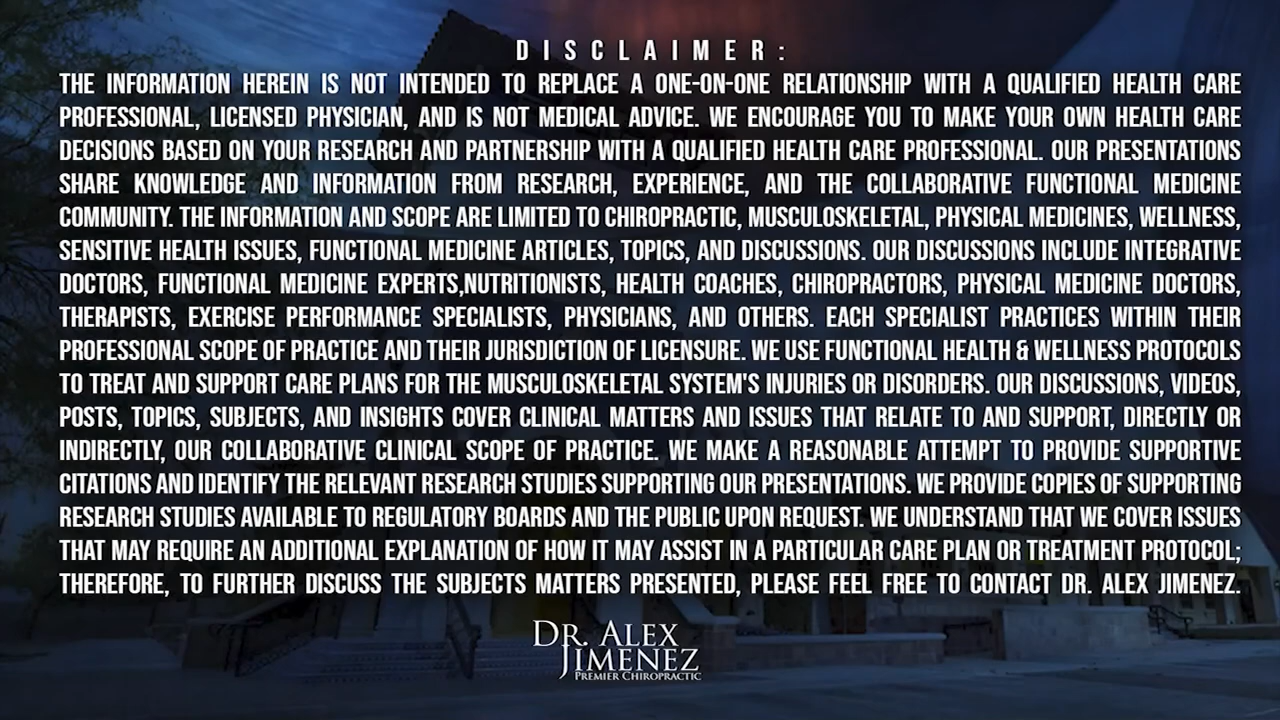 DISCLAIMER:
THE INFORMATION HEREIN IS NOT INTENDED TO REPLACE A ONE-ON-ONE RELATIONSHIP WITH A QUALIFIED HEALTH CARE
PROFESSIONAL, LICENSED PHYSICIAN, AND IS NOT MEDICAL ADVICE. WE ENCOURAGE YOU TO MAKE YOUR OWN HEALTH CARE
DECISIONS BASED ON YOUR RESEARCH AND PARTNERSHIP WITH A QUALIFIED HEALTH CARE PROFESSIONAL. OUR PRESENTATIONS
SHARE KNOWLEDGE AND INFORMATION FROM RESEARCH, EXPERIENCE, AND THE COLLABORATIVE FUNCTIONAL MEDICINE
COMMUNITY. THE INFORMATION AND SCOPE ARE LIMITED TO CHIROPRACTIC, MUSCULOSKELETAL, PHYSICAL MEDICINES, WELLNESS,
SENSITIVE HEALTH ISSUES, FUNCTIONAL MEDICINE ARTICLES, TOPICS, AND DISCUSSIONS. OUR DISCUSSIONS INCLUDE INTEGRATIVE
DOCTORS, FUNCTIONAL MEDICINE EXPERTS,NUTRITIONISTS, HEALTH COACHES, CHIROPRACTORS, PHYSICAL MEDICINE DOCTORS,
THERAPISTS, EXERCISE PERFORMANCE SPECIALISTS, PHYSICIANS, AND OTHERS. EACH SPECIALIST PRACTICES WITHIN THEIR
PROFESSIONAL SCOPE OF PRACTICE AND THEIR JURISDICTION OF LICENSURE. WE USE FUNCTIONAL HEALTH & WELLNESS PROTOCOLS
TO TREAT AND SUPPORT CARE PLANS FOR THE MUSCULOSKELETAL SYSTEM'S INJURIES OR DISORDERS. OUR DISCUSSIONS, VIDEOS,
POSTS, TOPICS, SUBJECTS, AND INSIGHTS COVER CLINICAL MATTERS AND ISSUES THAT RELATE TO AND SUPPORT, DIRECTLY OR
INDIRECTLY, OUR COLLABORATIVE CLINICAL SCOPE OF PRACTICE. WE MAKE A REASONABLE ATTEMPT TO PROVIDE SUPPORTIVE
CITATIONS AND IDENTIFY THE RELEVANT RESEARCH STUDIES SUPPORTING OUR PRESENTATIONS. WE PROVIDE COPIES OF SUPPORTING
RESEARCH STUDIES AVAILABLE TO REGULATORY BOARDS AND THE PUBLIC UPON REQUEST. WE UNDERSTAND THAT WE COVER ISSUES
THAT MAY REQUIRE AN ADDITIONAL EXPLANATION OF HOW IT MAY ASSIST IN A PARTICULAR CARE PLAN OR TREATMENT PROTOCOL;
THEREFORE, TO FURTHER DISCUSS THE SUBJECTS MATTERS PRESENTED, PLEASE FEEL FREE TO CONTACT DR. ALEX JIMENEZ.
DR. ALEX
JIMENEZ
PREMIER CHIROPRACTIC